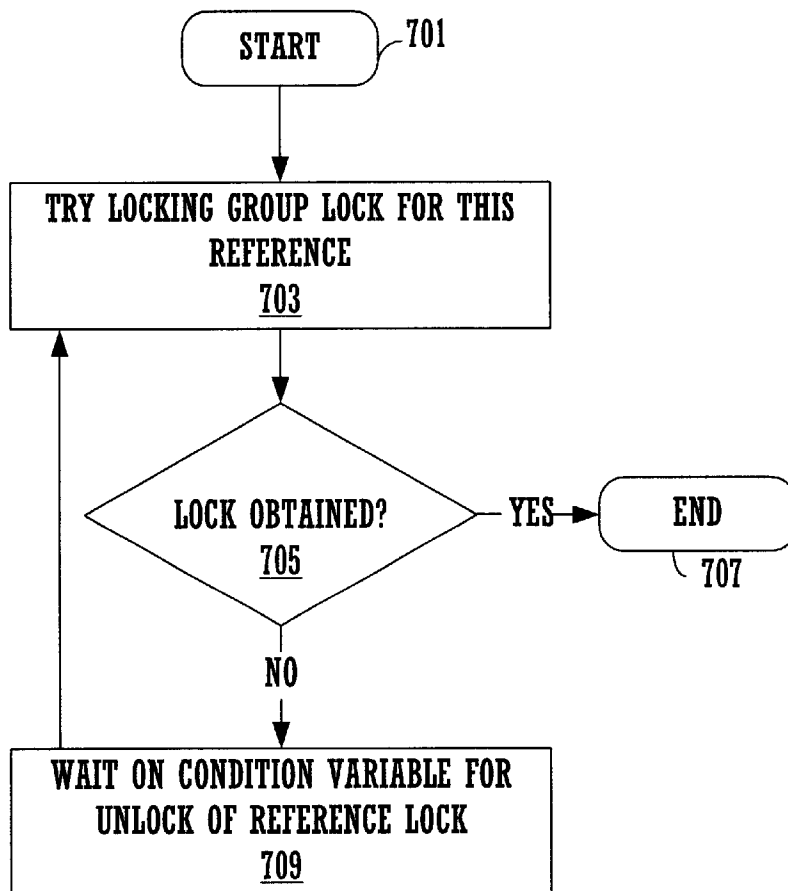 START
701
TRY LOCKING GROUP LOCK FOR THIS
REFERENCE
703
LOCK OBTAINED?
705
YES
END
707
NO
WAIT ON CONDITION VARIABLE FOR
UNLOCK OF REFERENCE LOCK
709